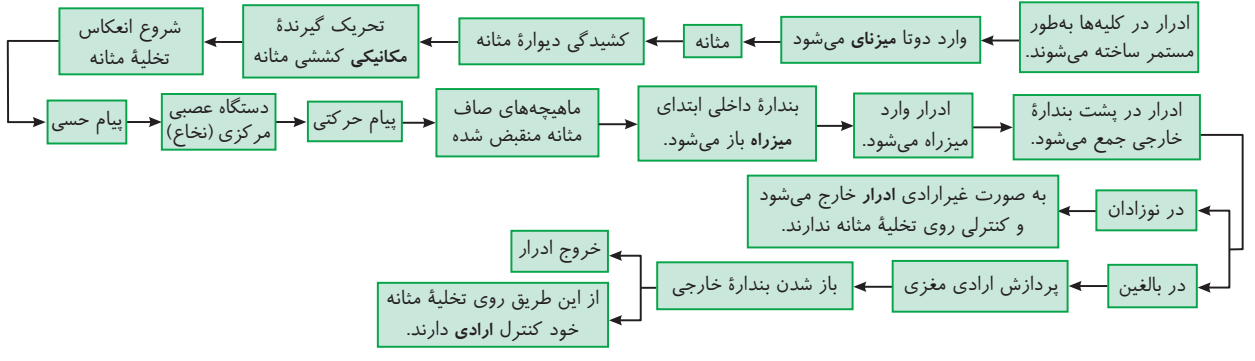 ادرار در کلیه‌ها به‌طور
مستمر ساخته می‌شوند.
وارد دوتا میزنای می‌شود
مثانه
کشیدگی دیوارهٔ مثانه
تحریک گیرندهٔ
مکانیکی کششی مثانه
شروع انعکاس
تخلیهٔ مثانه
پیام حسی
دستگاه عصبی
مرکزی (نخاع)
پیام حرکتی
ماهیچه‌های صاف
مثانه منقبض شده
بندارهٔ داخلی ابتدای
میزراه باز می‌شود.
ادرار وارد
میزراه می‌شود.
ادرار در پشت بندارهٔ
خارجی جمع می‌شود.
در نوزادان
به صورت غیرارادی ادرار خارج می‌شود
و کنترلی روی تخلیهٔ مثانه ندارند.
در بالغین
پردازش ارادی مغزی
باز شدن بندارهٔ خارجی
خروج ادرار
از این طریق روی تخلیهٔ مثانه
خود کنترل ارادی دارند.